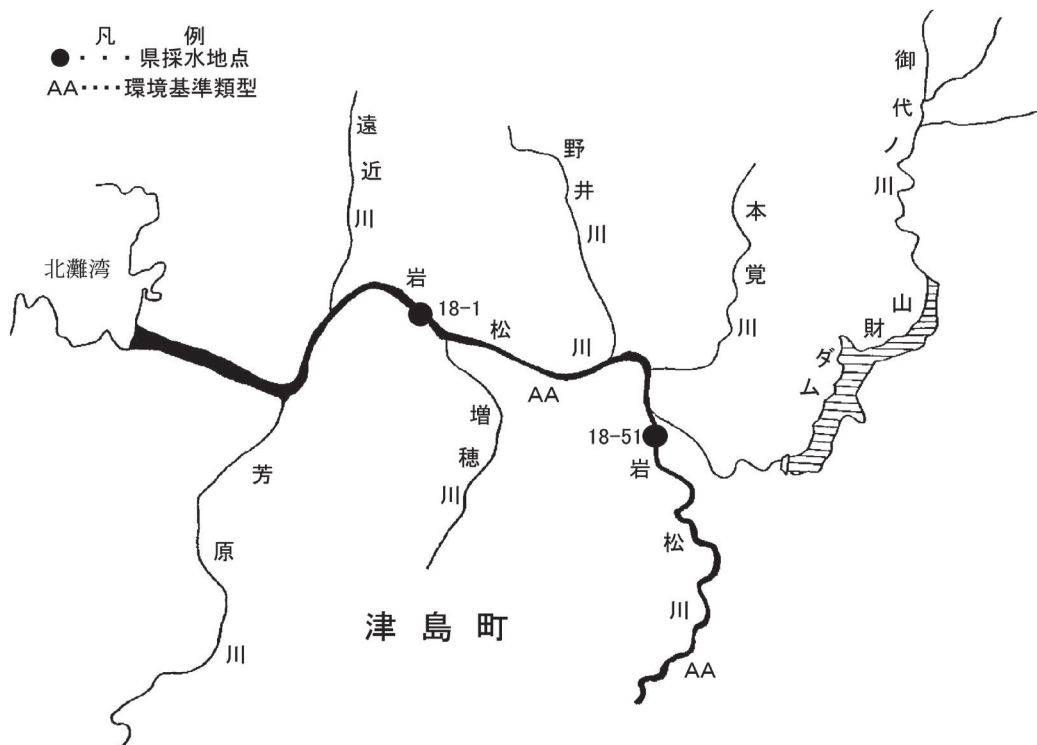 凡例
●・・・県採水地点
AA‥‥環境基準類型
御代ノ川
遠近川
野井川
本覚川
北灘湾
岩松川
18-1
AA
山財ダム
増穂川
18-51
芳原川
岩松川
AA
津島町